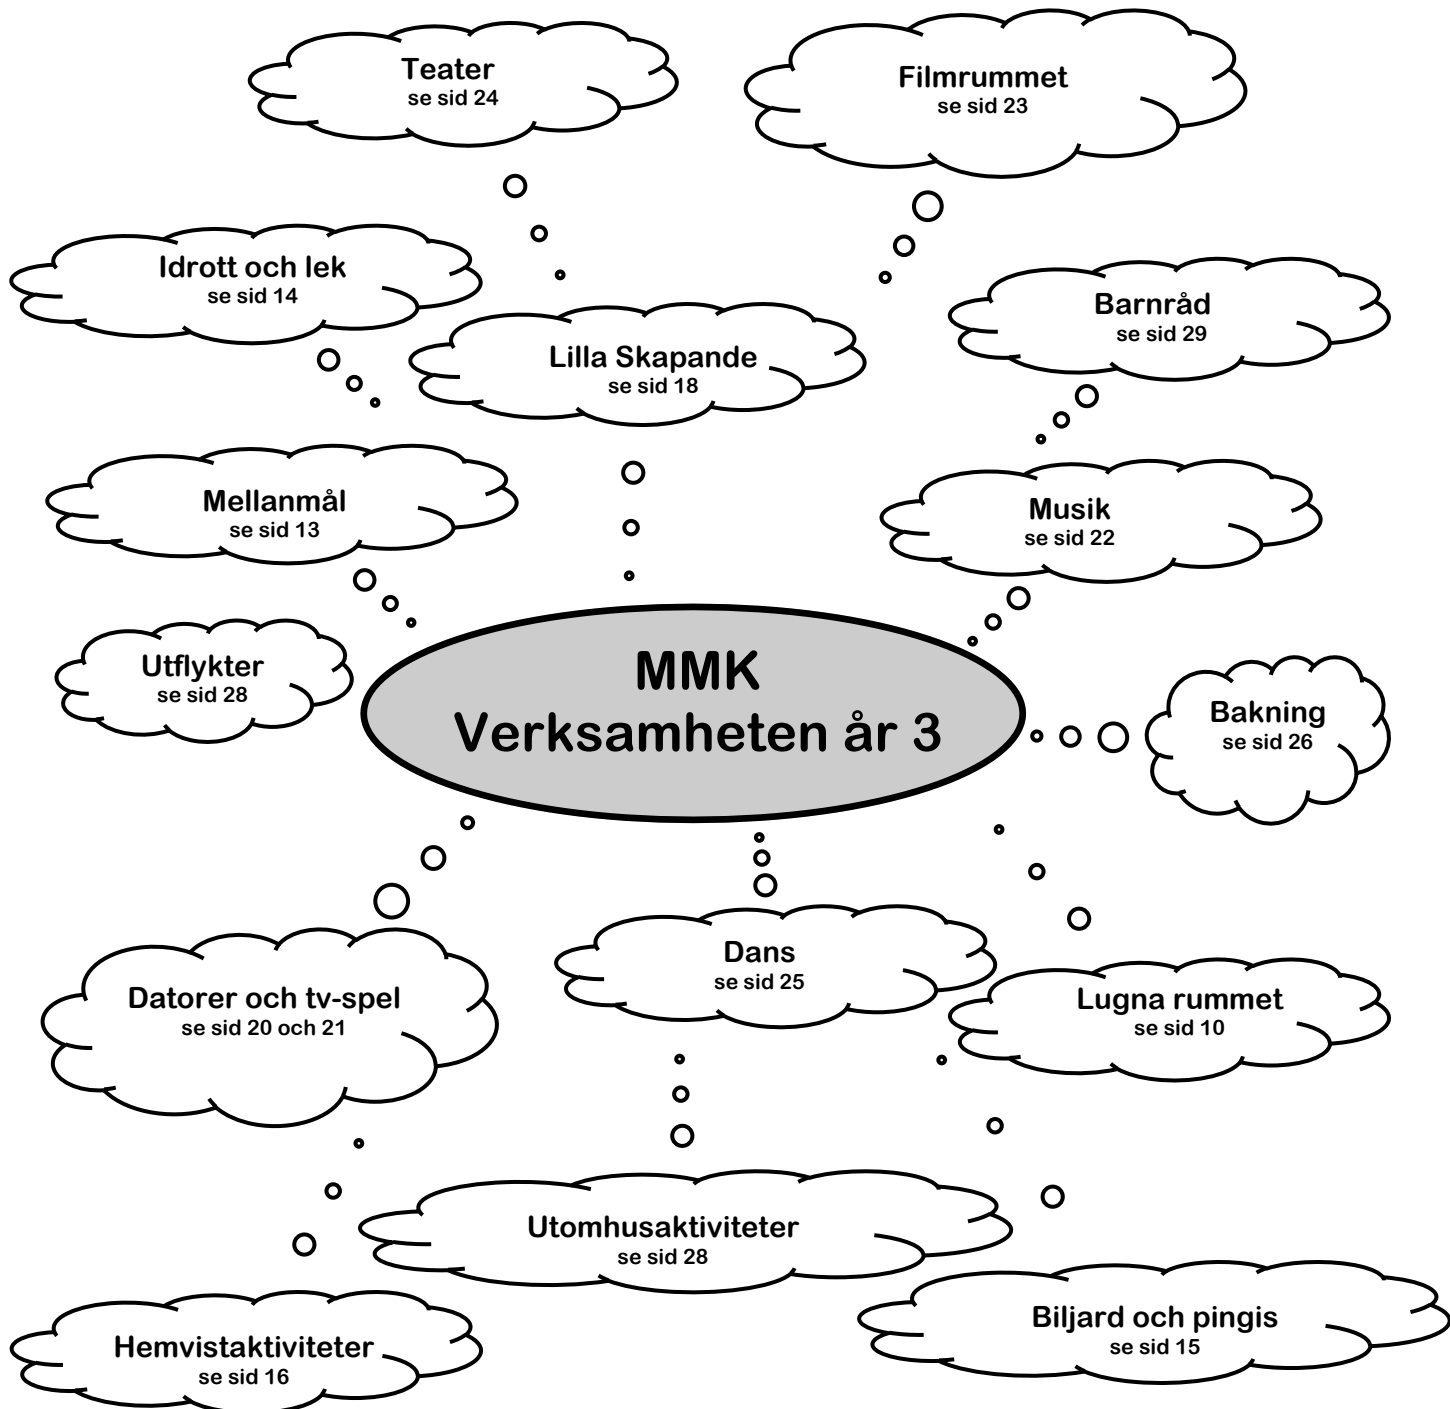 Teater
se sid 24
Filmrummet
se sid 23
Idrott och lek
se sid 14
Barnråd
se sid 29
Lilla Skapande
se sid 18
Mellanmål
se sid 13
Musik
se sid 22
Utflykter
se sid 28
MMK
Verksamheten år 3
Bakning
se sid 26
Datorer och tv-spel
se sid 20 och 21
Dans
se sid 25
Lugna rummet
se sid 10
Utomhusaktiviteter
se sid 28
Hemvistaktiviteter
se sid 16
Biljard och pingis
se sid 15